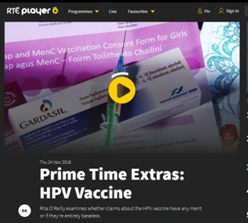 RTÉ player
Programmes Live Favourites Pin Sign in
ap and MenC Vaccination Consent Form for Girls
ap agus MenC – Foirm Toilithe do Chailíní
GARDASIL
Thu 24 Nov 2016
Prime Time Extras:
HPV Vaccine
Rita O'Reilly examines whether claims about the HPV vaccine have any merit
or if they're entirely baseless.